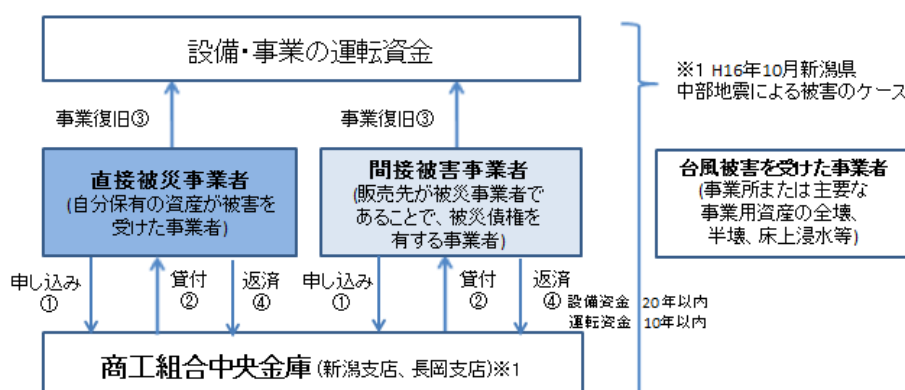 設備・事業の運転資金
※1 H16年10月新潟県
中部地震による被害のケース
事業復旧③
事業復旧③
直接被災事業者
(自分保有の資産が被害を
受けた事業者)
間接被害事業者
(販売先が被災事業者で
あることで、被災債権を
有する事業者)
台風被害を受けた事業者
(事業所または主要な
事業用資産の全壊、
半壊、床上浸水等)
申し込み
①
貸付
②
返済
④
申し込み
①
貸付
②
返済
④
設備資金 20年以内
運転資金 10年以内
商工組合中央金庫(新潟支店、長岡支店)※1